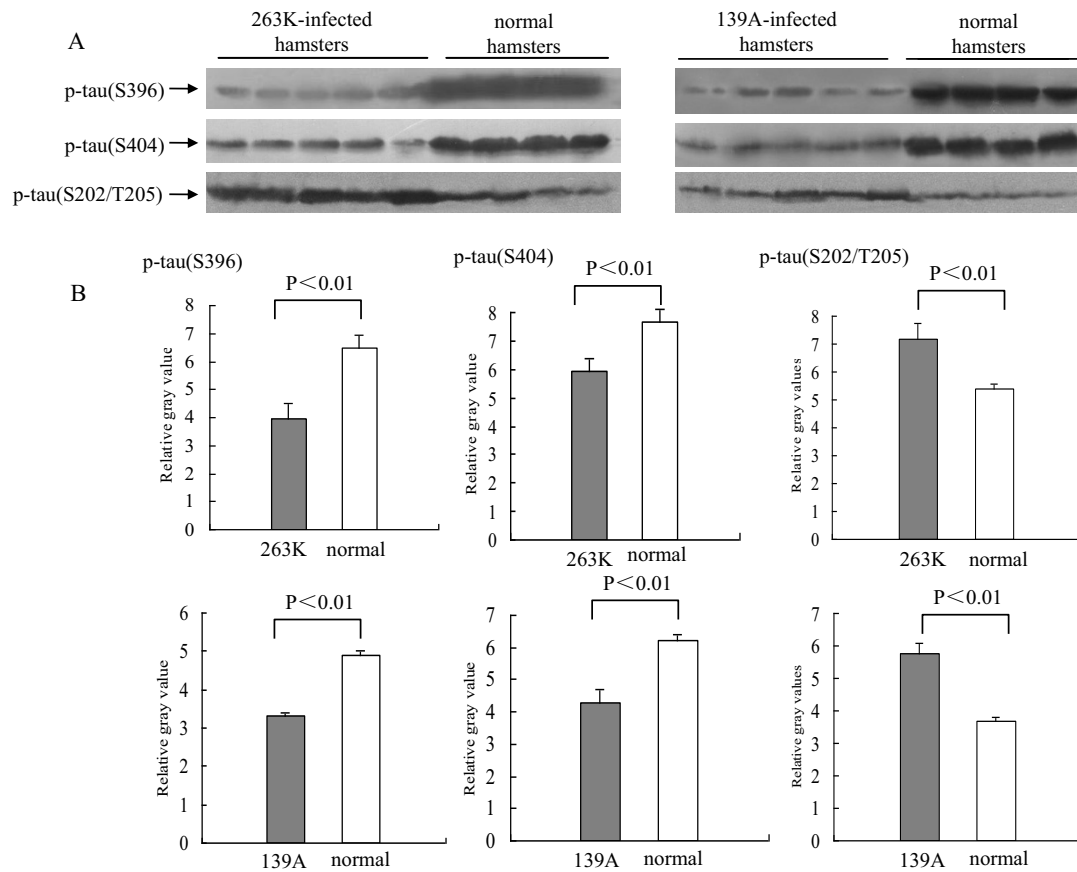 A
263K-infected
hamsters
normal
hamsters
139A-infected
hamsters
normal
hamsters
p-tau(S396)
p-tau(S404)
p-tau(S202/T205)
B
p-tau(S396)
P<0.01
Relative gray value
8
7
6
5
4
3
2
1
0
263K normal
p-tau(S404)
P<0.01
Relative gray value
8
7
6
5
4
3
2
1
0
263K normal
p-tau(S202/T205)
P<0.01
Relative gray values
8
7
6
5
4
3
2
1
0
263K normal
P<0.01
Relative gray value
6
5
4
3
2
1
0
139A normal
P<0.01
Relative gray value
7
6
5
4
3
2
1
0
139A normal
P<0.01
Relative gray values
7
6
5
4
3
2
1
0
139A normal